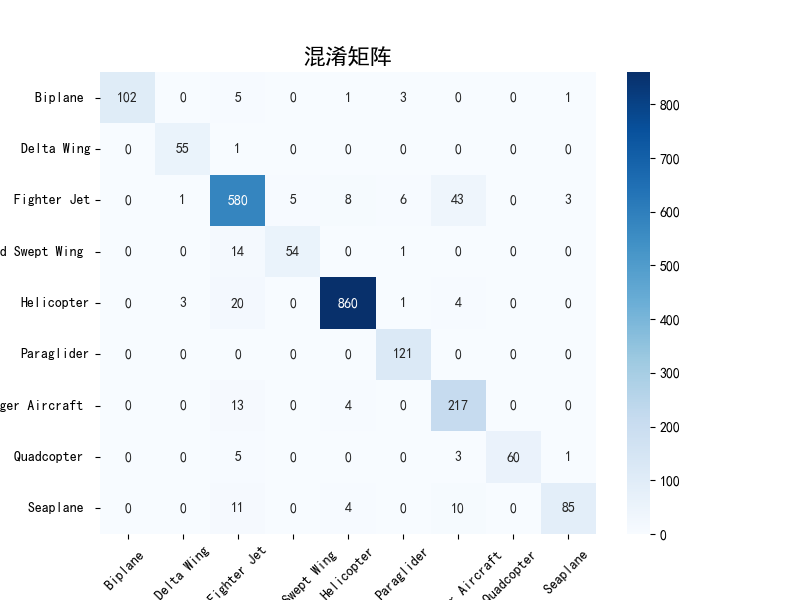 混淆矩阵
Biplane 102 0 5 0 1 3 0 0 1
Delta Wing 0 55 1 0 0 0 0 0 0
Fighter Jet 0 1 580 5 8 6 43 0 3
d Swept Wing 0 0 14 54 0 1 0 0 0
Helicopter 0 3 20 0 860 1 4 0 0
Paraglider 0 0 0 0 0 121 0 0 0
ger Aircraft 0 0 13 0 4 0 217 0 0
Quadcopter 0 0 5 0 0 0 3 60 1
Seaplane 0 0 11 0 4 0 10 0 85
Biplane
Delta Wing
Fighter Jet
Swept Wing
Helicopter
Paraglider
r Aircraft
Quadcopter
Seaplane
800
700
600
500
400
300
200
100
0